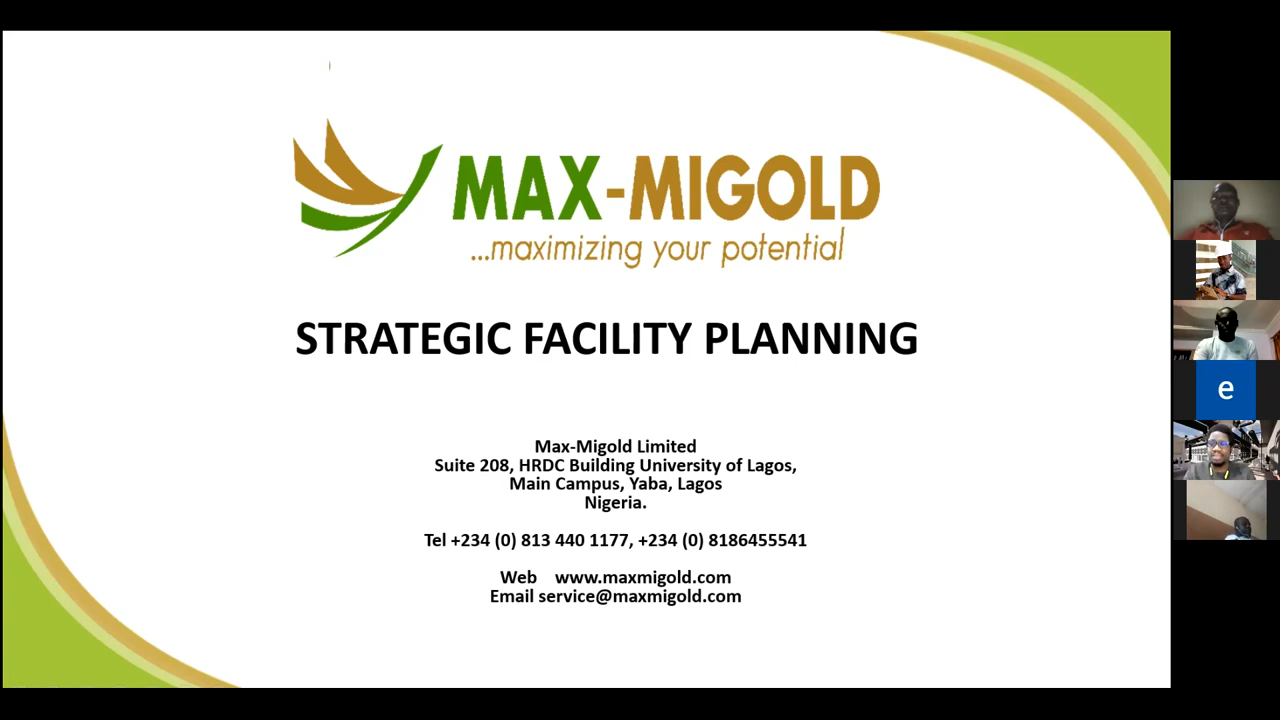 MAX-MIGOLD
...maximizing your potential
STRATEGIC FACILITY PLANNING
Max-Migold Limited
Suite 208, HRDC Building University of Lagos,
Main Campus, Yaba, Lagos
Nigeria.
Tel +234 (0) 813 440 1177, +234 (0) 8186455541
Web www.maxmigold.com
Email service@maxmigold.com
e